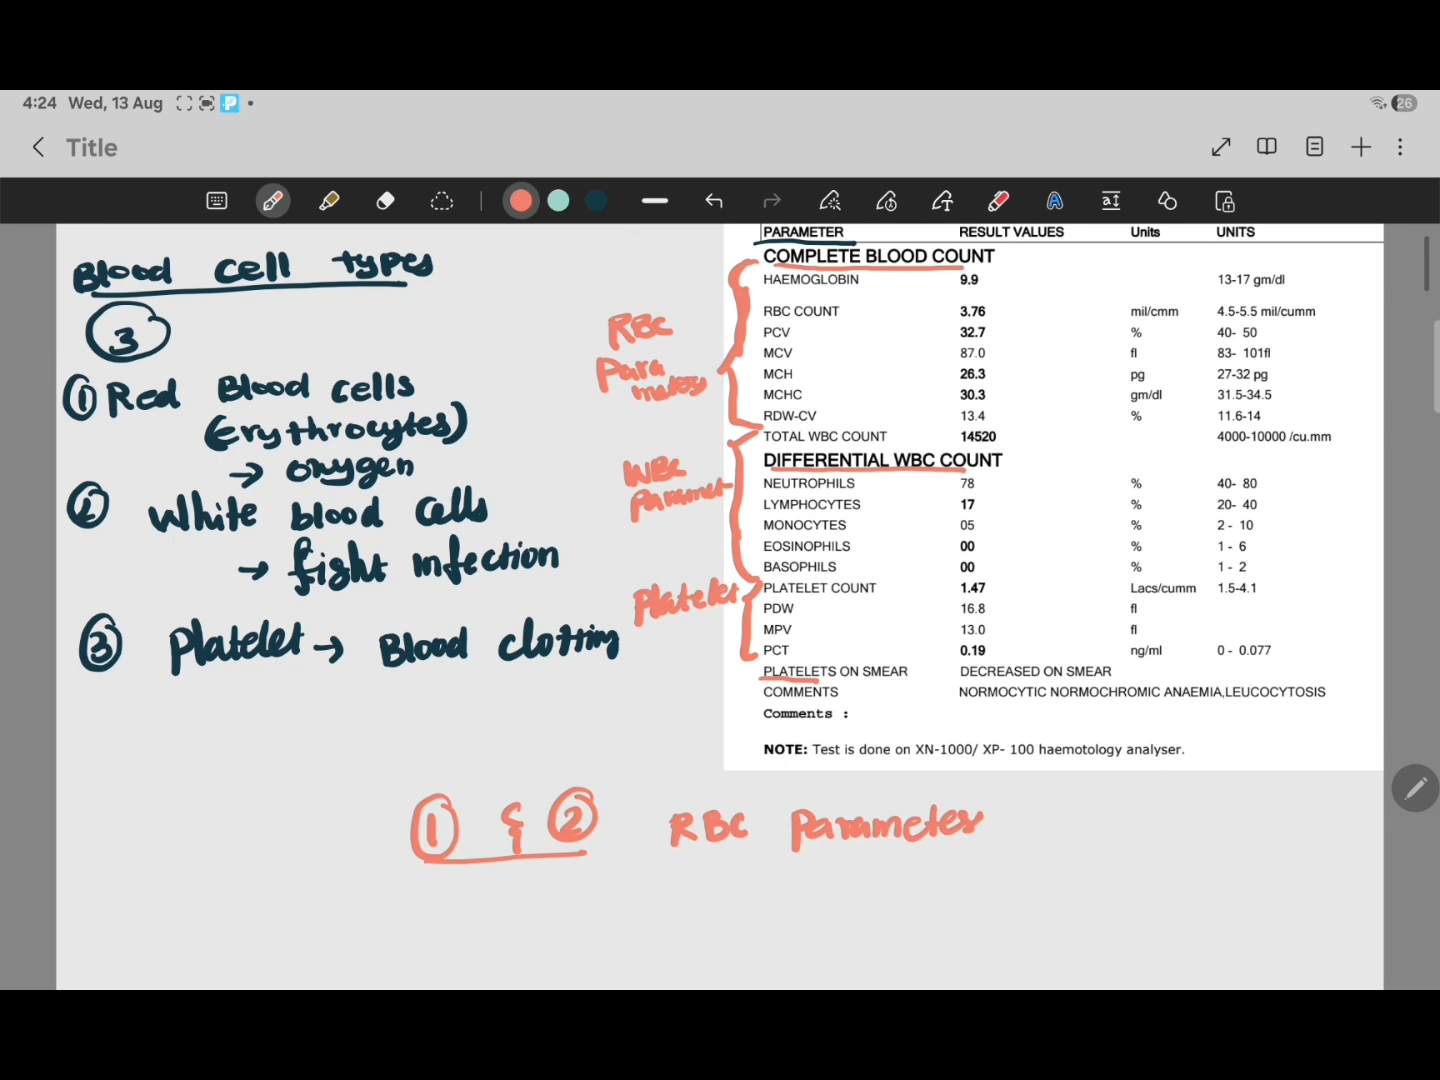 4:24 Wed, 13 Aug
26
Title
Blood cell types
3
① Red Blood cells
(Erythrocytes)
→ oxygen
② White blood cells
→ fight infection
③ Platelet → Blood clotting
RBC
Para
meters
WBC
Paramet
Platelet
PARAMETER RESULT VALUES Units UNITS
COMPLETE BLOOD COUNT
HAEMOGLOBIN 9.9 13-17 gm/dl
RBC COUNT 3.76 mil/cmm 4.5-5.5 mil/cumm
PCV 32.7 % 40- 50
MCV 87.0 fl 83- 101fl
MCH 26.3 pg 27-32 pg
MCHC 30.3 gm/dl 31.5-34.5
RDW-CV 13.4 % 11.6-14
TOTAL WBC COUNT 14520 4000-10000 /cu.mm
DIFFERENTIAL WBC COUNT
NEUTROPHILS 78 % 40- 80
LYMPHOCYTES 17 % 20- 40
MONOCYTES 05 % 2 - 10
EOSINOPHILS 00 % 1 - 6
BASOPHILS 00 % 1 - 2
PLATELET COUNT 1.47 Lacs/cumm 1.5-4.1
PDW 16.8 fl
MPV 13.0 fl
PCT 0.19 ng/ml 0 - 0.077
PLATELETS ON SMEAR DECREASED ON SMEAR
COMMENTS NORMOCYTIC NORMOCHROMIC ANAEMIA,LEUCOCYTOSIS
Comments :
NOTE: Test is done on XN-1000/ XP- 100 haemotology analyser.
① & ② RBC Parameter